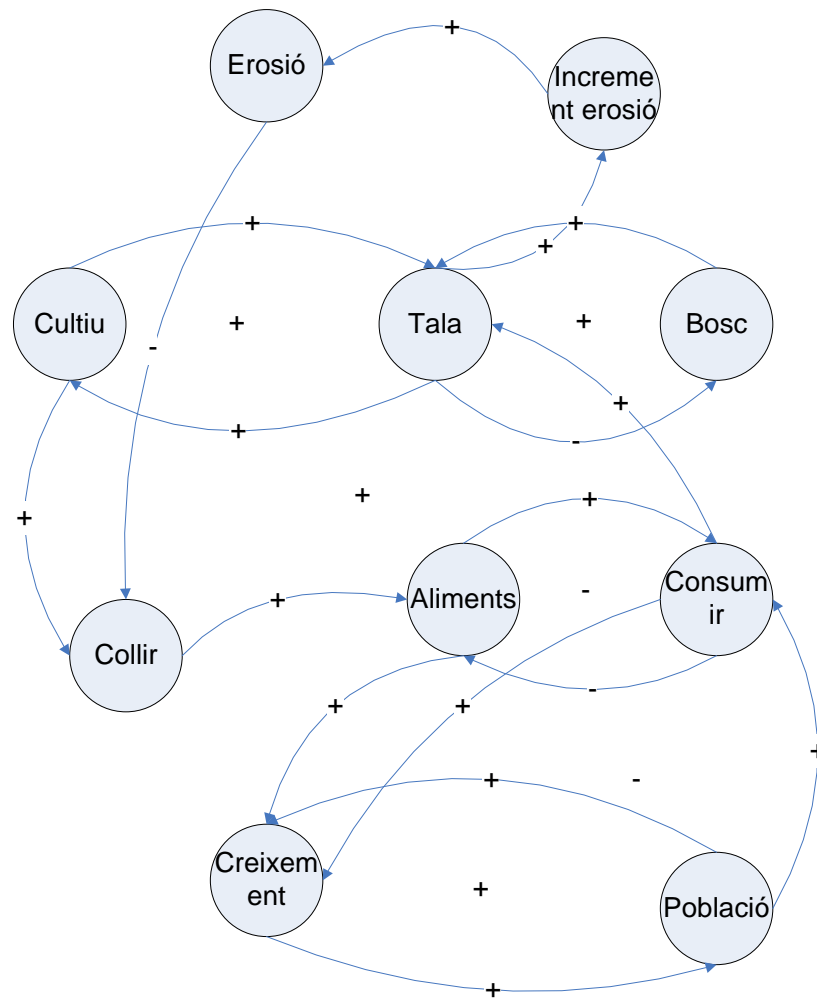 +
Erosió
Increme
nt erosió
+
+
+
Cultiu
+
Tala
+
Bosc
-
+
+
-
+
+
+
Aliments
-
Consum
ir
+
Collir
-
+
+
+
+
-
Creixem
ent
+
Població
+